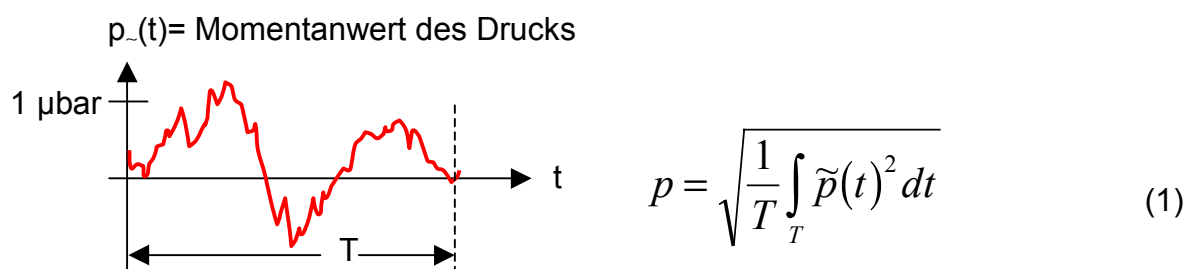 p~(t)= Momentanwert des Drucks
1 µbar
t
T
p = √(1/T ∫_T p̃(t)² dt)
(1)